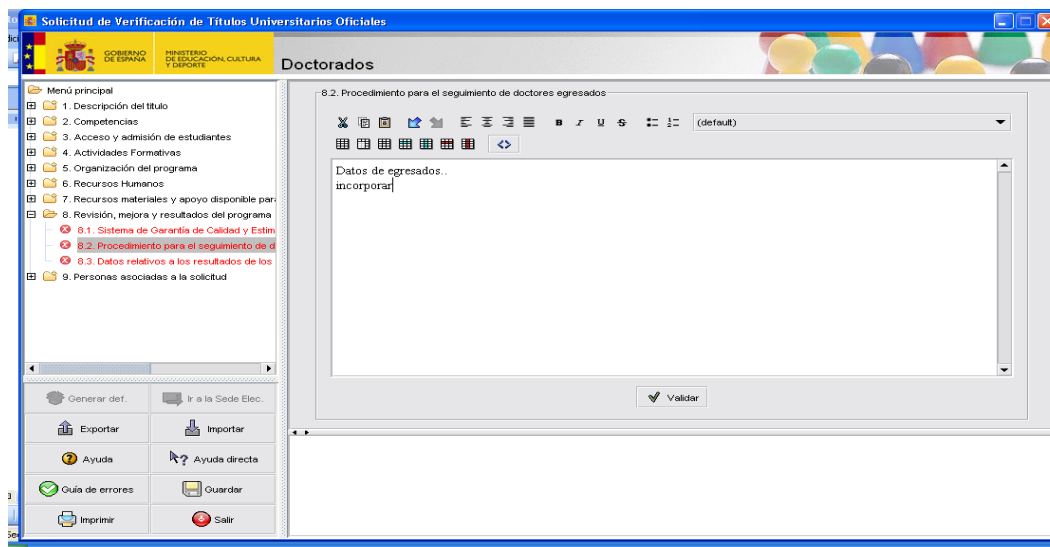 Solicitud de Verificación de Títulos Universitarios Oficiales
GOBIERNO
DE ESPAÑA
MINISTERIO
DE EDUCACIÓN, CULTURA
Y DEPORTE
Doctorados
Menú principal
1. Descripción del título
2. Competencias
3. Acceso y admisión de estudiantes
4. Actividades Formativas
5. Organización del programa
6. Recursos Humanos
7. Recursos materiales y apoyo disponible para
8. Revisión, mejora y resultados del programa
8.1. Sistema de Garantía de Calidad y Estim
8.2. Procedimiento para el seguimiento de d
8.3. Datos relativos a los resultados de los
9. Personas asociadas a la solicitud
Generar def.
Ir a la Sede Elec.
Exportar
Importar
Ayuda
Ayuda directa
Guía de errores
Guardar
Imprimir
Salir
8.2. Procedimiento para el seguimiento de doctores egresados
B I U S
(default)
Datos de egresados..
incorporar
Validar